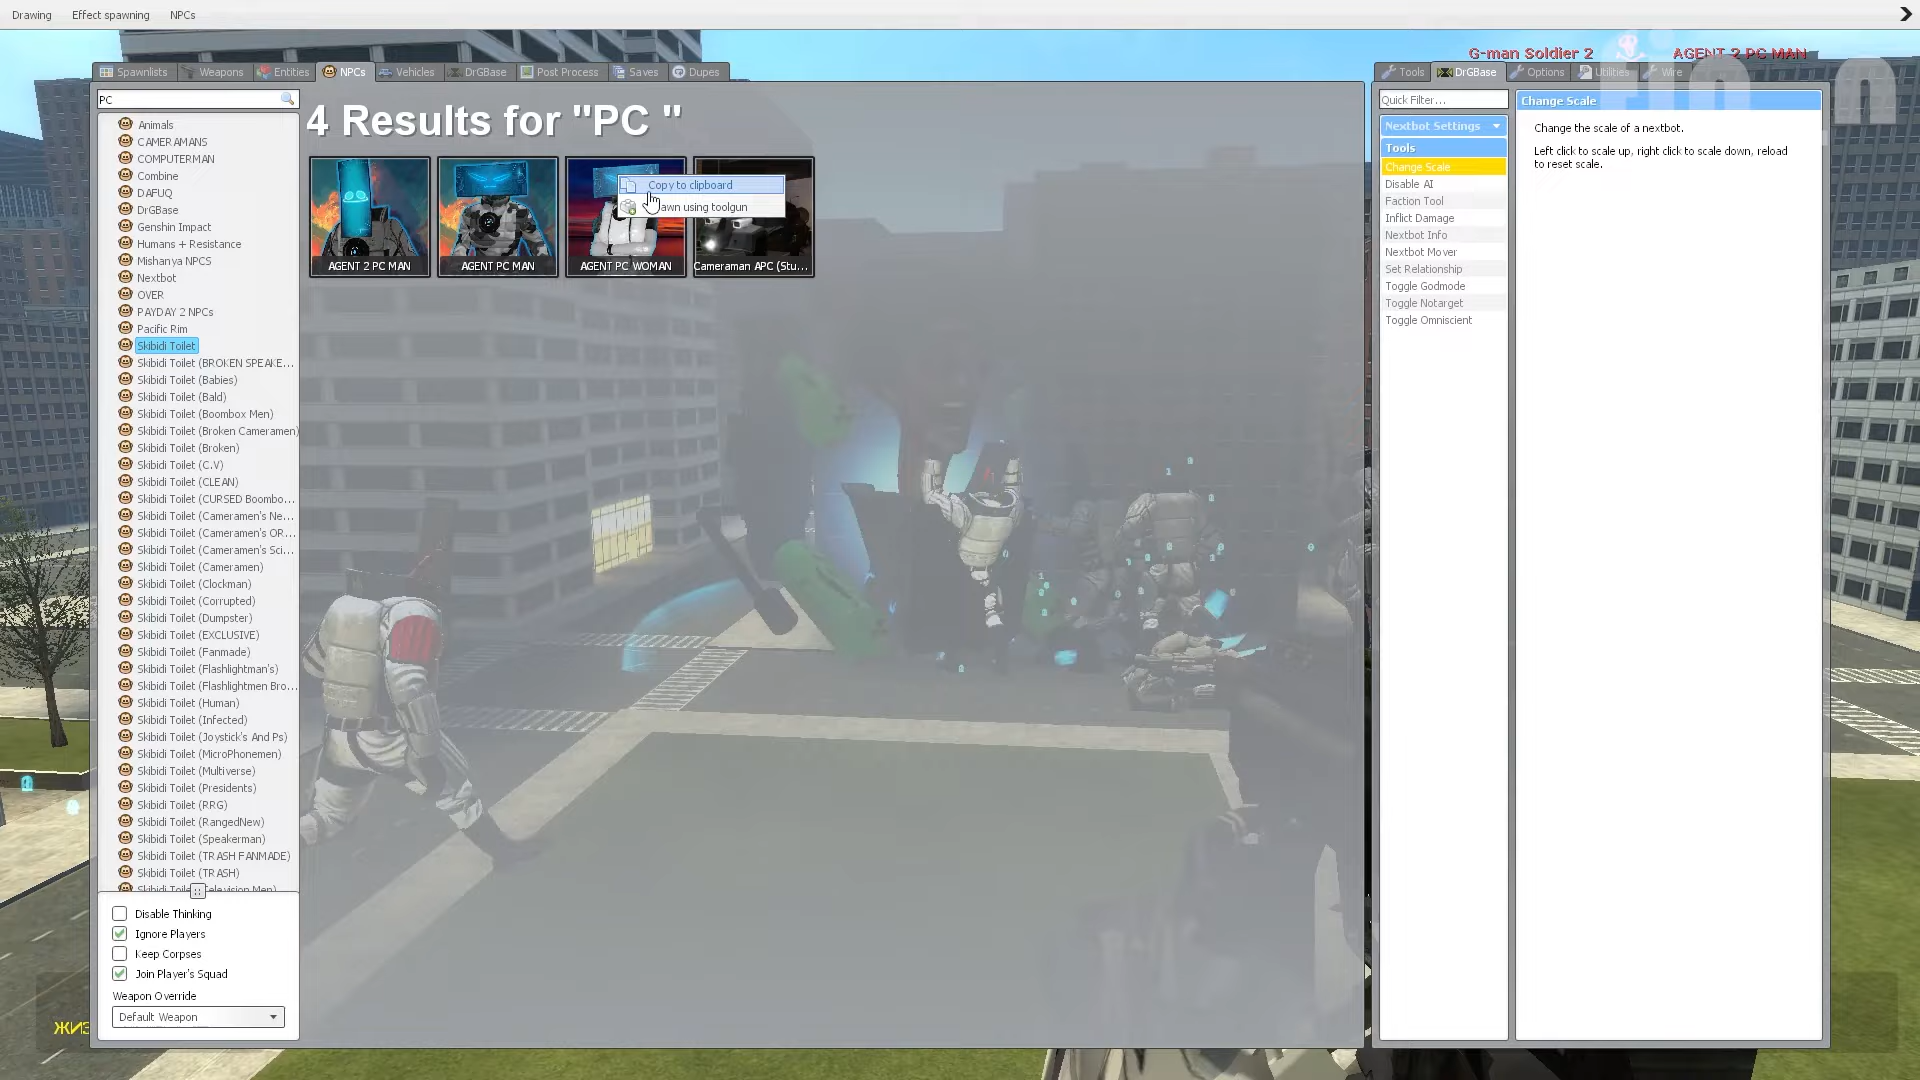 Drawing Effect spawning NPCs
G-man Soldier 2 AGENT 2 PC MAN
Spawnlists Weapons Entities NPCs Vehicles DrGBase Post Process Saves Dupes
Tools DrGBase Options Utilities Wire
PC
4 Results for "PC "
AGENT 2 PC MAN
AGENT PC MAN
AGENT PC WOMAN
Cameraman APC (Stu...
Copy to clipboard
awn using toolgun
Animals
CAMERAMANS
COMPUTERMAN
Combine
DAFUQ
DrGBase
Genshin Impact
Humans + Resistance
Mishanya NPCS
Nextbot
OVER
PAYDAY 2 NPCs
Pacific Rim
Skibidi Toilet
Skibidi Toilet (BROKEN SPEAKE...
Skibidi Toilet (Babies)
Skibidi Toilet (Bald)
Skibidi Toilet (Boombox Men)
Skibidi Toilet (Broken Cameramen)
Skibidi Toilet (Broken)
Skibidi Toilet (C.V)
Skibidi Toilet (CLEAN)
Skibidi Toilet (CURSED Boombo...
Skibidi Toilet (Cameramen's Ne...
Skibidi Toilet (Cameramen's OR...
Skibidi Toilet (Cameramen's Sci...
Skibidi Toilet (Cameramen)
Skibidi Toilet (Clockman)
Skibidi Toilet (Corrupted)
Skibidi Toilet (Dumpster)
Skibidi Toilet (EXCLUSIVE)
Skibidi Toilet (Fanmade)
Skibidi Toilet (Flashlightman's)
Skibidi Toilet (Flashlightmen Bro...
Skibidi Toilet (Human)
Skibidi Toilet (Infected)
Skibidi Toilet (Joystick's And Ps)
Skibidi Toilet (MicroPhonemen)
Skibidi Toilet (Multiverse)
Skibidi Toilet (Presidents)
Skibidi Toilet (RRG)
Skibidi Toilet (RangedNew)
Skibidi Toilet (Speakerman)
Skibidi Toilet (TRASH FANMADE)
Skibidi Toilet (TRASH)
Disable Thinking
Ignore Players
Keep Corpses
Join Player's Squad
Weapon Override
Default Weapon
ЖИЗ
Quick Filter...
Nextbot Settings
Tools
Change Scale
Disable AI
Faction Tool
Inflict Damage
Nextbot Info
Nextbot Mover
Set Relationship
Toggle Godmode
Toggle Notarget
Toggle Omniscient
Change Scale
Change the scale of a nextbot.
Left click to scale up, right click to scale down, reload
to reset scale.